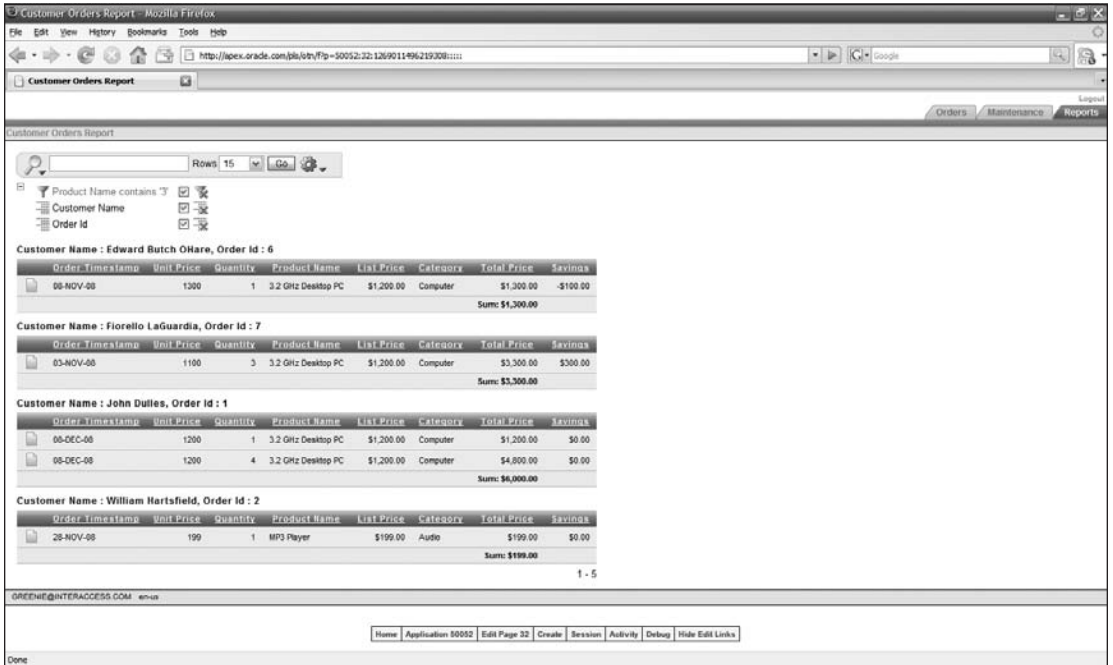 Customer Orders Report - Mozilla Firefox
File Edit View History Bookmarks Tools Help
http://apex.oracle.com/pls/otn/f?p=50052:32:1269011496219308:::::
Google
Customer Orders Report
Logout
Orders Maintenance Reports
Customer Orders Report
Rows 15 Go
Product Name contains '3'
Customer Name
Order Id
Customer Name : Edward Butch OHare, Order Id : 6
Order Timestamp Unit Price Quantity Product Name List Price Category Total Price Savings
08-NOV-08 1300 1 3.2 GHz Desktop PC $1,200.00 Computer $1,300.00 -$100.00
Sum: $1,300.00
Customer Name : Fiorello LaGuardia, Order Id : 7
Order Timestamp Unit Price Quantity Product Name List Price Category Total Price Savings
03-NOV-08 1100 3 3.2 GHz Desktop PC $1,200.00 Computer $3,300.00 $300.00
Sum: $3,300.00
Customer Name : John Dulles, Order Id : 1
Order Timestamp Unit Price Quantity Product Name List Price Category Total Price Savings
08-DEC-08 1200 1 3.2 GHz Desktop PC $1,200.00 Computer $1,200.00 $0.00
08-DEC-08 1200 4 3.2 GHz Desktop PC $1,200.00 Computer $4,800.00 $0.00
Sum: $6,000.00
Customer Name : William Hartsfield, Order Id : 2
Order Timestamp Unit Price Quantity Product Name List Price Category Total Price Savings
28-NOV-08 199 1 MP3 Player $199.00 Audio $199.00 $0.00
Sum: $199.00
1 - 5
GREENIE@INTERACCESS.COM en-us
Home Application 50052 Edit Page 32 Create Session Activity Debug Hide Edit Links
Done